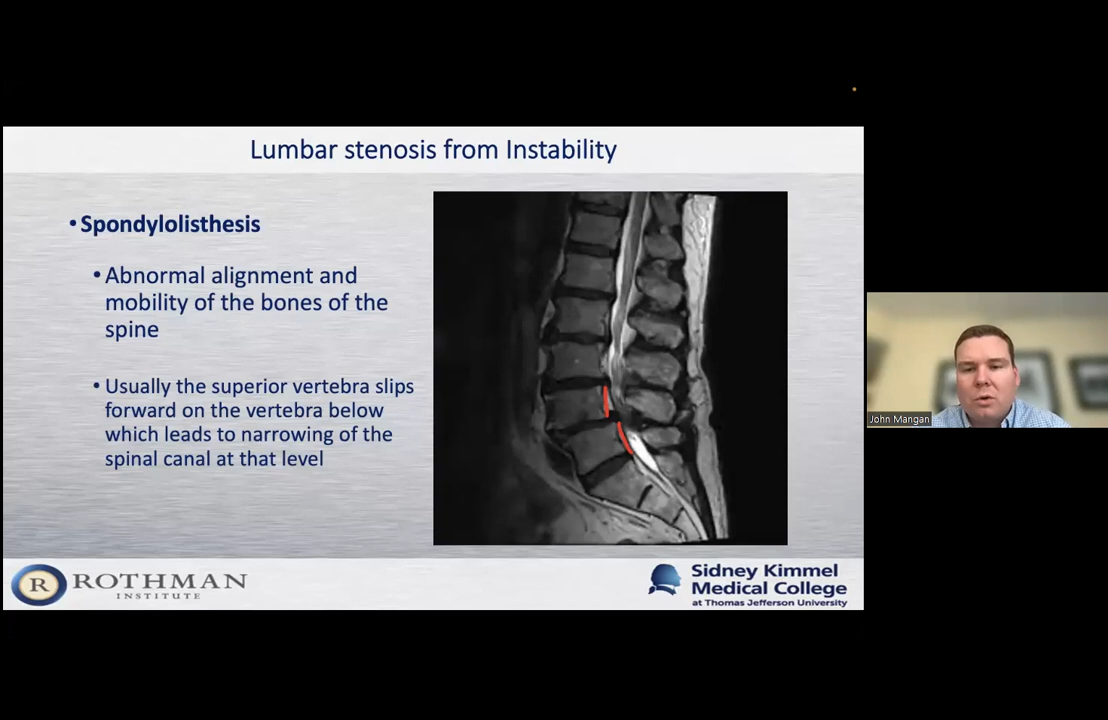 Lumbar stenosis from Instability
• Spondylolisthesis
• Abnormal alignment and
mobility of the bones of the
spine
• Usually the superior vertebra slips
forward on the vertebra below
which leads to narrowing of the
spinal canal at that level
R ROTHMAN
INSTITUTE
Sidney Kimmel
Medical College
at Thomas Jefferson University
John Mangan